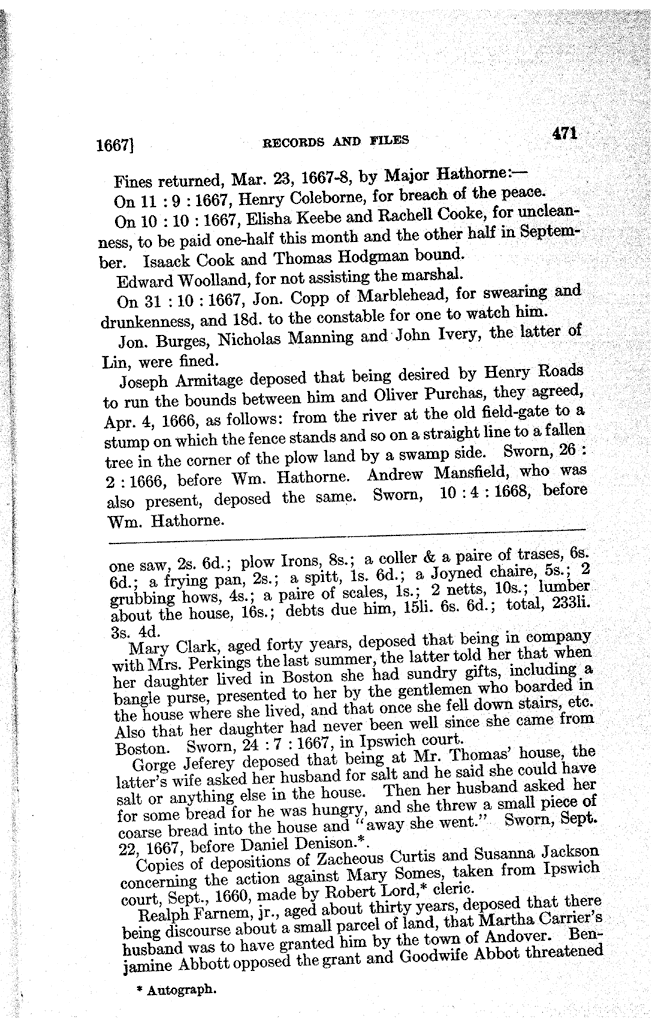 1667] RECORDS AND FILES 471
Fines returned, Mar. 23, 1667-8, by Major Hathorne:—
On 11 : 9 : 1667, Henry Coleborne, for breach of the peace.
On 10 : 10 : 1667, Elisha Keebe and Rachell Cooke, for unclean-
ness, to be paid one-half this month and the other half in Septem-
ber. Isaack Cook and Thomas Hodgman bound.
Edward Woolland, for not assisting the marshal.
On 31 : 10 : 1667, Jon. Copp of Marblehead, for swearing and
drunkenness, and 18d. to the constable for one to watch him.
Jon. Burges, Nicholas Manning and John Ivery, the latter of
Lin, were fined.
Joseph Armitage deposed that being desired by Henry Roads
to run the bounds between him and Oliver Purchas, they agreed,
Apr. 4, 1666, as follows: from the river at the old field-gate to a
stump on which the fence stands and so on a straight line to a fallen
tree in the corner of the plow land by a swamp side. Sworn, 26 :
2 : 1666, before Wm. Hathorne. Andrew Mansfield, who was
also present, deposed the same. Sworn, 10 : 4 : 1668, before
Wm. Hathorne.
one saw, 2s. 6d.; plow Irons, 8s.; a coller & a paire of trases, 6s.
6d.; a frying pan, 2s.; a spitt, 1s. 6d.; a Joyned chaire, 5s.; 2
grubbing hows, 4s.; a paire of scales, 1s.; 2 netts, 10s.; lumber
about the house, 16s.; debts due him, 15li. 6s. 6d.; total, 233li.
3s. 4d.
Mary Clark, aged forty years, deposed that being in company
with Mrs. Perkings the last summer, the latter told her that when
her daughter lived in Boston she had sundry gifts, including a
bangle purse, presented to her by the gentlemen who boarded in
the house where she lived, and that once she fell down stairs, etc.
Also that her daughter had never been well since she came from
Boston. Sworn, 24 : 7 : 1667, in Ipswich court.
Gorge Jeferey deposed that being at Mr. Thomas' house, the
latter's wife asked her husband for salt and he said she could have
salt or anything else in the house. Then her husband asked her
for some bread for he was hungry, and she threw a small piece of
coarse bread into the house and "away she went." Sworn, Sept.
22, 1667, before Daniel Denison.*.
Copies of depositions of Zacheous Curtis and Susanna Jackson
concerning the action against Mary Somes, taken from Ipswich
court, Sept., 1660, made by Robert Lord,* cleric.
Realph Farnem, jr., aged about thirty years, deposed that there
being discourse about a small parcel of land, that Martha Carrier's
husband was to have granted him by the town of Andover. Ben-
jamine Abbott opposed the grant and Goodwife Abbot threatened
* Autograph.